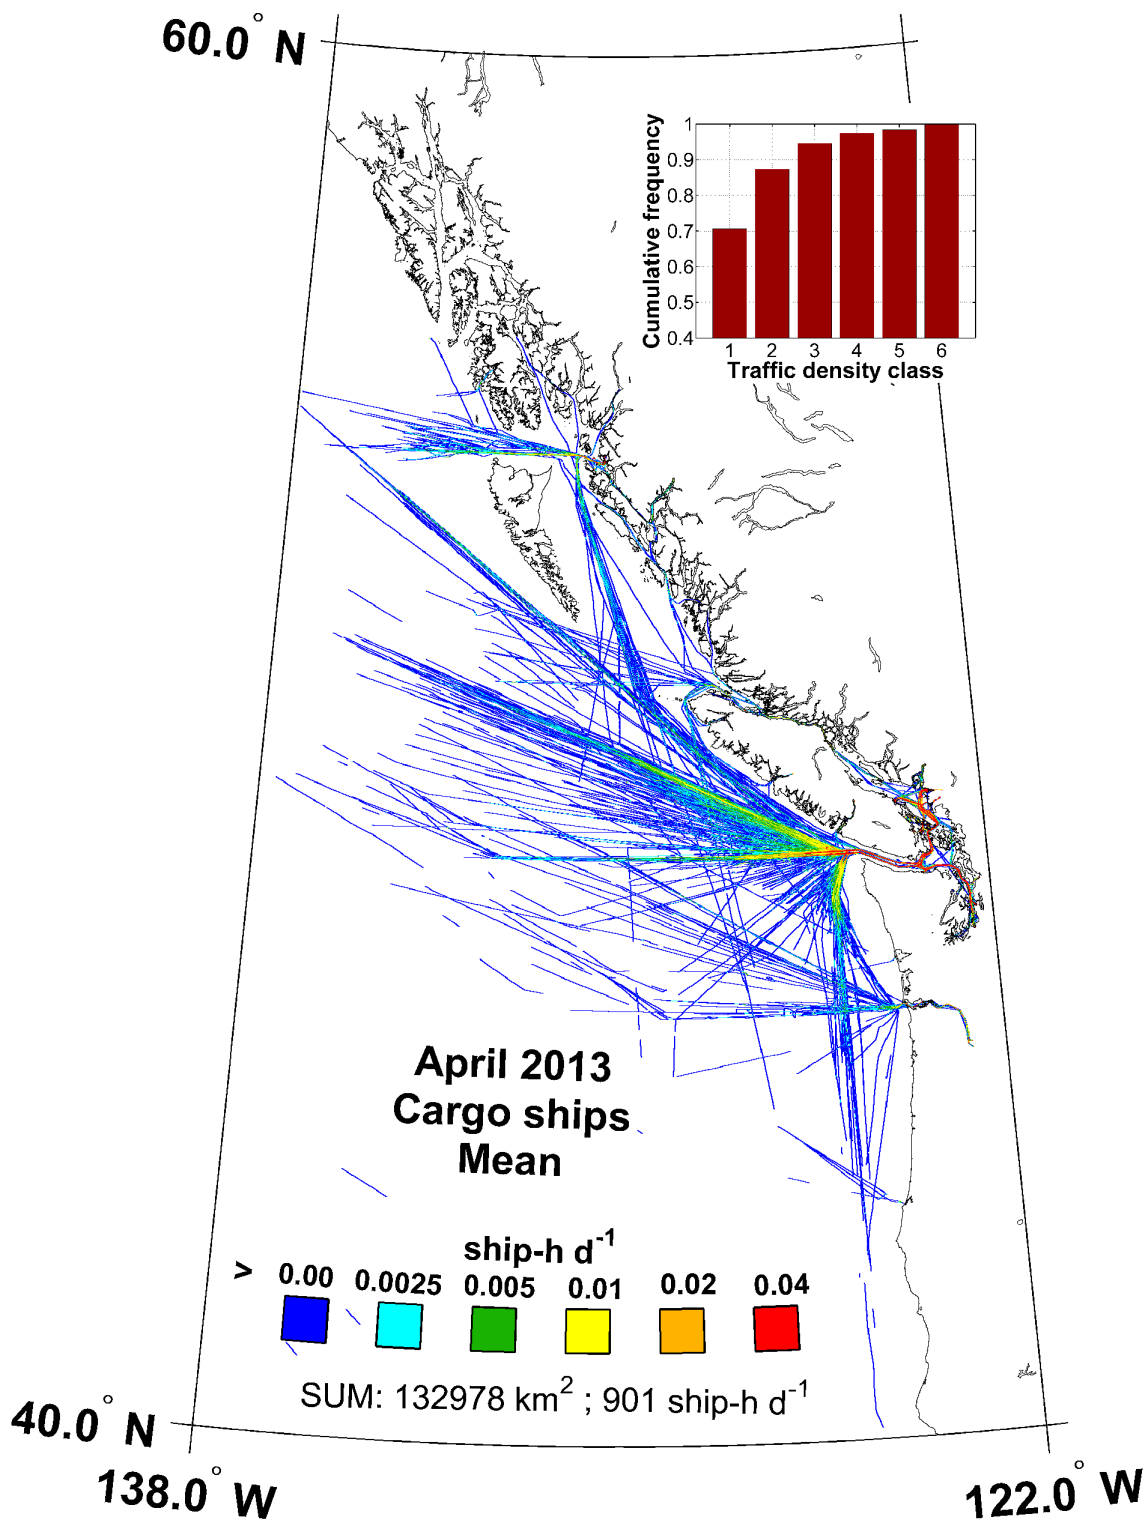 60.0° N
Cumulative frequency
1
0.9
0.8
0.7
0.6
0.5
0.4
1 2 3 4 5 6
Traffic density class
April 2013
Cargo ships
Mean
ship-h d⁻¹
> 0.00 0.0025 0.005 0.01 0.02 0.04
SUM: 132978 km² ; 901 ship-h d⁻¹
40.0° N
138.0° W
122.0° W